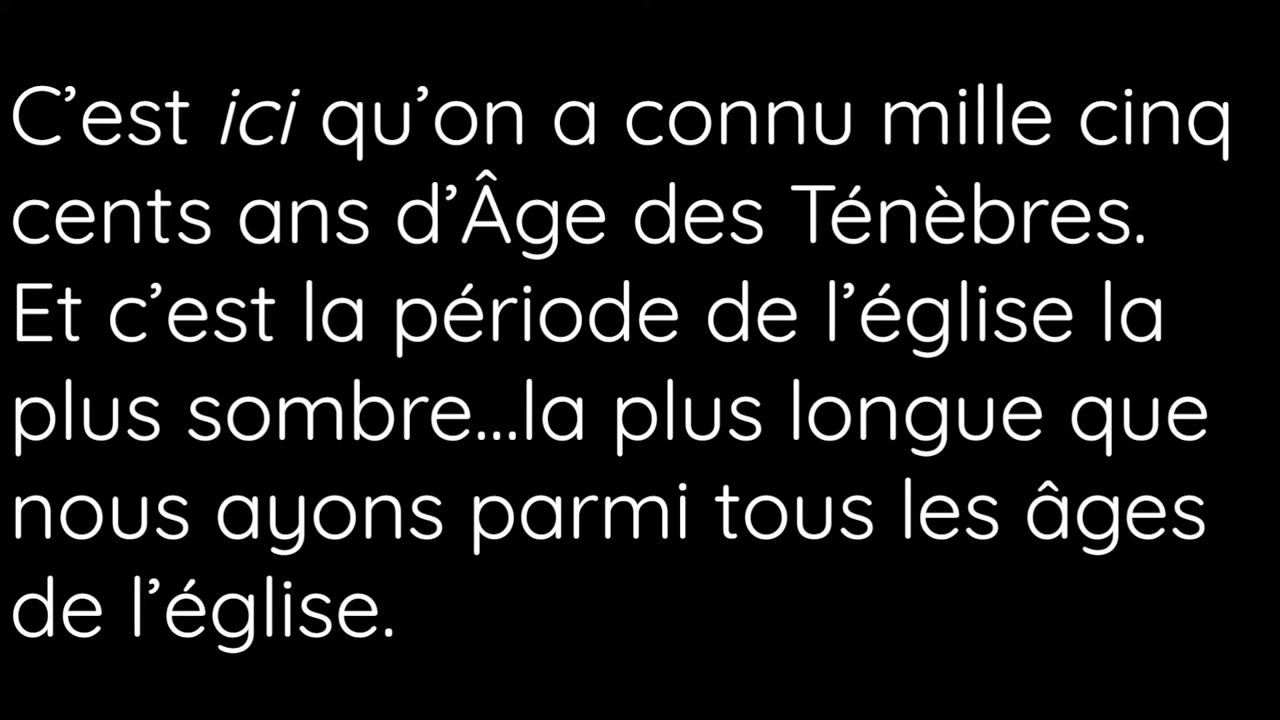 C’est ici qu’on a connu mille cinq
cents ans d’Âge des Ténèbres.
Et c’est la période de l’église la
plus sombre...la plus longue que
nous ayons parmi tous les âges
de l’église.